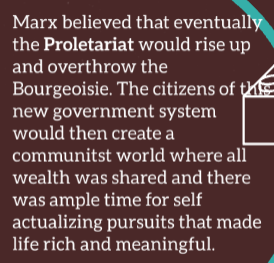 Marx believed that eventually
the Proletariat would rise up
and overthrow the
Bourgeoisie. The citizens of this
new government system
would then create a
communitst world where all
wealth was shared and there
was ample time for self
actualizing pursuits that made
life rich and meaningful.